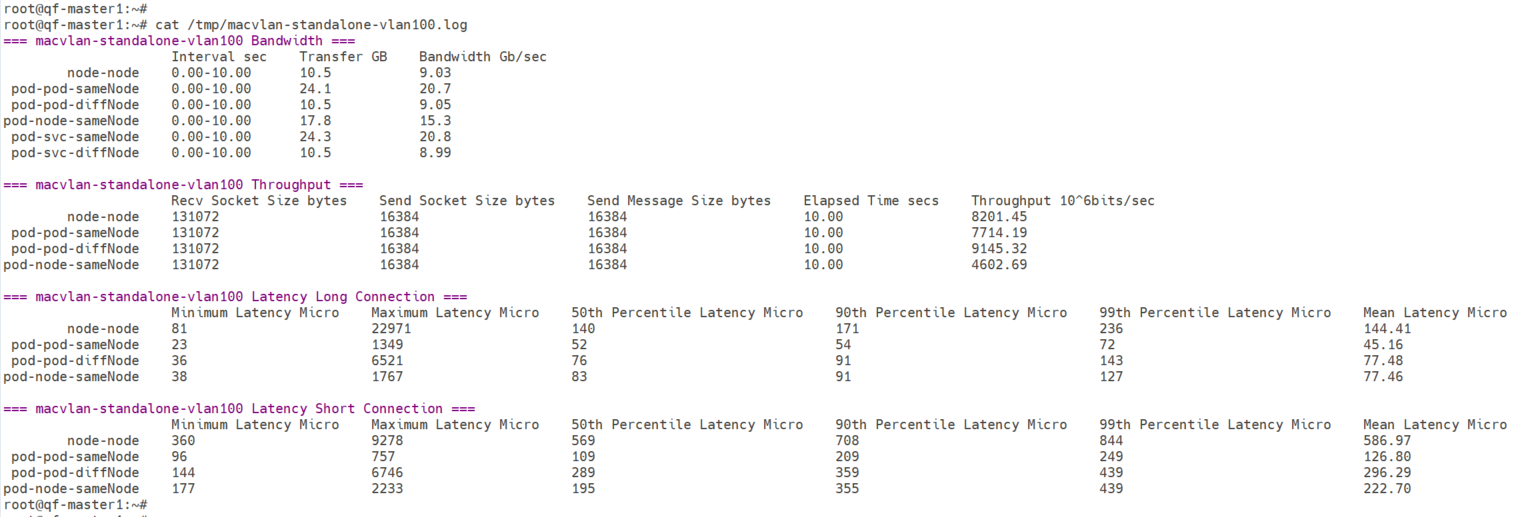 root@qf-master1:~#
root@qf-master1:~# cat /tmp/macvlan-standalone-vlan100.log
=== macvlan-standalone-vlan100 Bandwidth ===
Interval sec Transfer GB Bandwidth Gb/sec
node-node 0.00-10.00 10.5 9.03
pod-pod-sameNode 0.00-10.00 24.1 20.7
pod-pod-diffNode 0.00-10.00 10.5 9.05
pod-node-sameNode 0.00-10.00 17.8 15.3
pod-svc-sameNode 0.00-10.00 24.3 20.8
pod-svc-diffNode 0.00-10.00 10.5 8.99
=== macvlan-standalone-vlan100 Throughput ===
Recv Socket Size bytes Send Socket Size bytes Send Message Size bytes Elapsed Time secs Throughput 10^6bits/sec
node-node 131072 16384 16384 10.00 8201.45
pod-pod-sameNode 131072 16384 16384 10.00 7714.19
pod-pod-diffNode 131072 16384 16384 10.00 9145.32
pod-node-sameNode 131072 16384 16384 10.00 4602.69
=== macvlan-standalone-vlan100 Latency Long Connection ===
Minimum Latency Micro Maximum Latency Micro 50th Percentile Latency Micro 90th Percentile Latency Micro 99th Percentile Latency Micro Mean Latency Micro
node-node 81 22971 140 171 236 144.41
pod-pod-sameNode 23 1349 52 54 72 45.16
pod-pod-diffNode 36 6521 76 91 143 77.48
pod-node-sameNode 38 1767 83 91 127 77.46
=== macvlan-standalone-vlan100 Latency Short Connection ===
Minimum Latency Micro Maximum Latency Micro 50th Percentile Latency Micro 90th Percentile Latency Micro 99th Percentile Latency Micro Mean Latency Micro
node-node 360 9278 569 708 844 586.97
pod-pod-sameNode 96 757 109 209 249 126.80
pod-pod-diffNode 144 6746 289 359 439 296.29
pod-node-sameNode 177 2233 195 355 439 222.70
root@qf-master1:~#